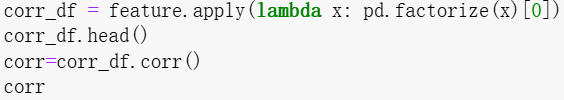 corr_df = feature.apply(lambda x: pd.factorize(x)[0])
corr_df.head()
corr=corr_df.corr()
corr